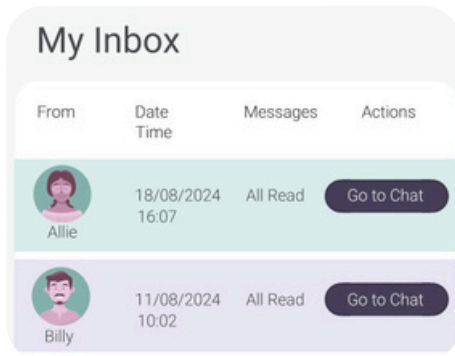 My Inbox
From Date Time Messages Actions
Allie 18/08/2024 16:07 All Read Go to Chat
Billy 11/08/2024 10:02 All Read Go to Chat